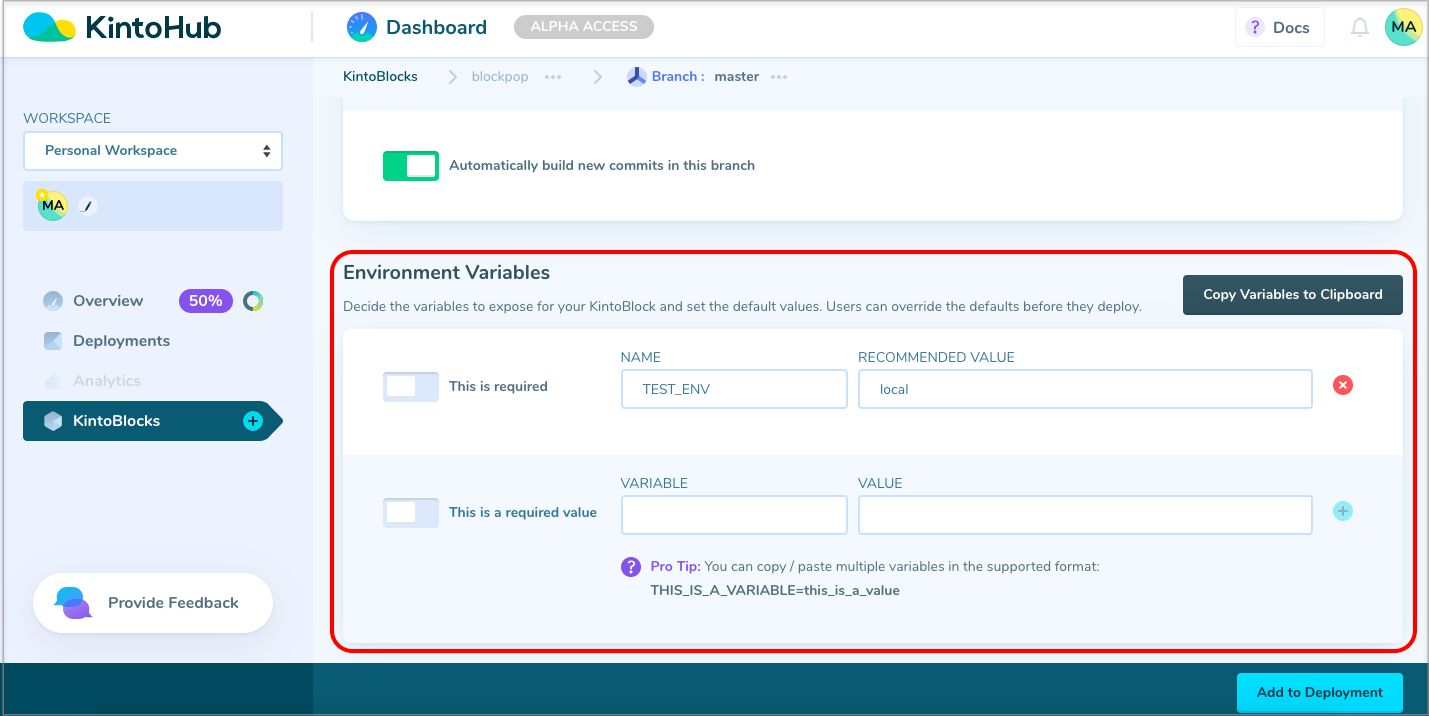 KintoHub
Dashboard
ALPHA ACCESS
? Docs
MA
KintoBlocks
blockpop
Branch : master
WORKSPACE
Personal Workspace
MA
Automatically build new commits in this branch
Overview
50%
Deployments
Analytics
KintoBlocks
Environment Variables
Decide the variables to expose for your KintoBlock and set the default values. Users can override the defaults before they deploy.
Copy Variables to Clipboard
NAME
RECOMMENDED VALUE
This is required
TEST_ENV
local
VARIABLE
VALUE
This is a required value
? Pro Tip: You can copy / paste multiple variables in the supported format:
THIS_IS_A_VARIABLE=this_is_a_value
Provide Feedback
Add to Deployment